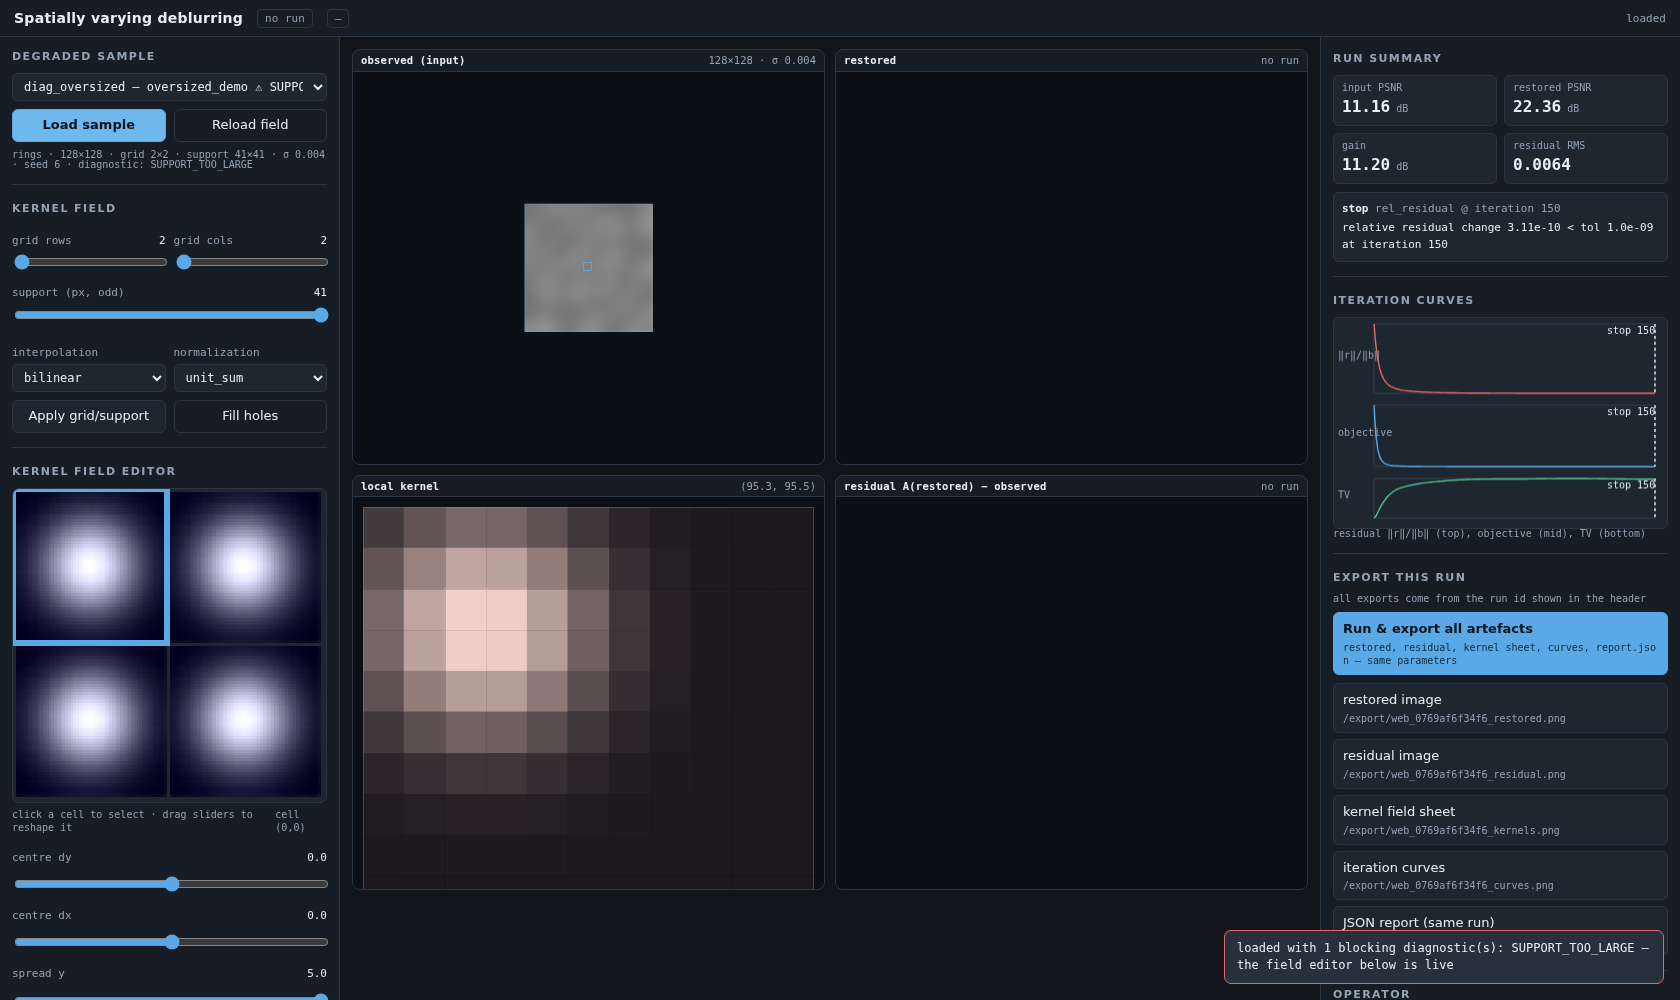 Spatially varying deblurring
no run
—
loaded
DEGRADED SAMPLE
diag_oversized — oversized_demo ⚠ SUPPO
Load sample
Reload field
rings · 128×128 · grid 2×2 · support 41×41 · σ 0.004
· seed 6 · diagnostic: SUPPORT_TOO_LARGE
KERNEL FIELD
grid rows 2
grid cols 2
support (px, odd) 41
interpolation
normalization
bilinear
unit_sum
Apply grid/support
Fill holes
KERNEL FIELD EDITOR
click a cell to select · drag sliders to
reshape it
cell
(0,0)
centre dy 0.0
centre dx 0.0
spread y 5.0
observed (input)
128×128 · σ 0.004
restored
no run
local kernel
(95.3, 95.5)
residual A(restored) − observed
no run
RUN SUMMARY
input PSNR
11.16 dB
restored PSNR
22.36 dB
gain
11.20 dB
residual RMS
0.0064
stop rel_residual @ iteration 150
relative residual change 3.11e-10 < tol 1.0e-09
at iteration 150
ITERATION CURVES
stop 150
‖r‖/‖b‖
stop 150
objective
stop 150
TV
residual ‖r‖/‖b‖ (top), objective (mid), TV (bottom)
EXPORT THIS RUN
all exports come from the run id shown in the header
Run & export all artefacts
restored, residual, kernel sheet, curves, report.jso
n — same parameters
restored image
/export/web_0769af6f34f6_restored.png
residual image
/export/web_0769af6f34f6_residual.png
kernel field sheet
/export/web_0769af6f34f6_kernels.png
iteration curves
/export/web_0769af6f34f6_curves.png
JSON report (same run)
loaded with 1 blocking diagnostic(s): SUPPORT_TOO_LARGE —
the field editor below is live
OPERATOR